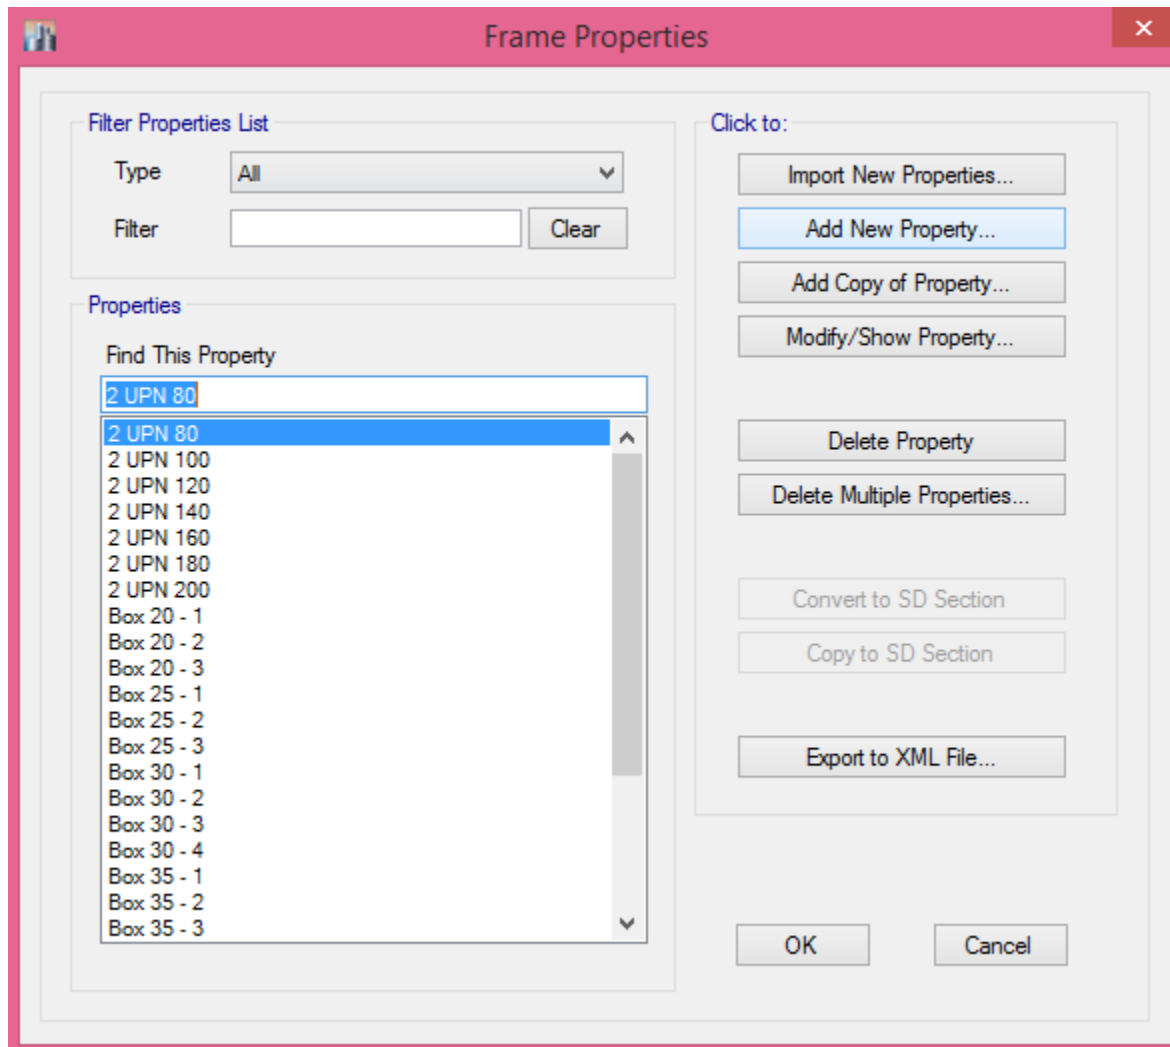 Frame Properties
Filter Properties List
Type
All
Filter
Clear
Properties
Find This Property
2 UPN 80
2 UPN 80
2 UPN 100
2 UPN 120
2 UPN 140
2 UPN 160
2 UPN 180
2 UPN 200
Box 20 - 1
Box 20 - 2
Box 20 - 3
Box 25 - 1
Box 25 - 2
Box 25 - 3
Box 30 - 1
Box 30 - 2
Box 30 - 3
Box 30 - 4
Box 35 - 1
Box 35 - 2
Box 35 - 3
Click to:
Import New Properties...
Add New Property...
Add Copy of Property...
Modify/Show Property...
Delete Property
Delete Multiple Properties...
Convert to SD Section
Copy to SD Section
Export to XML File...
OK
Cancel